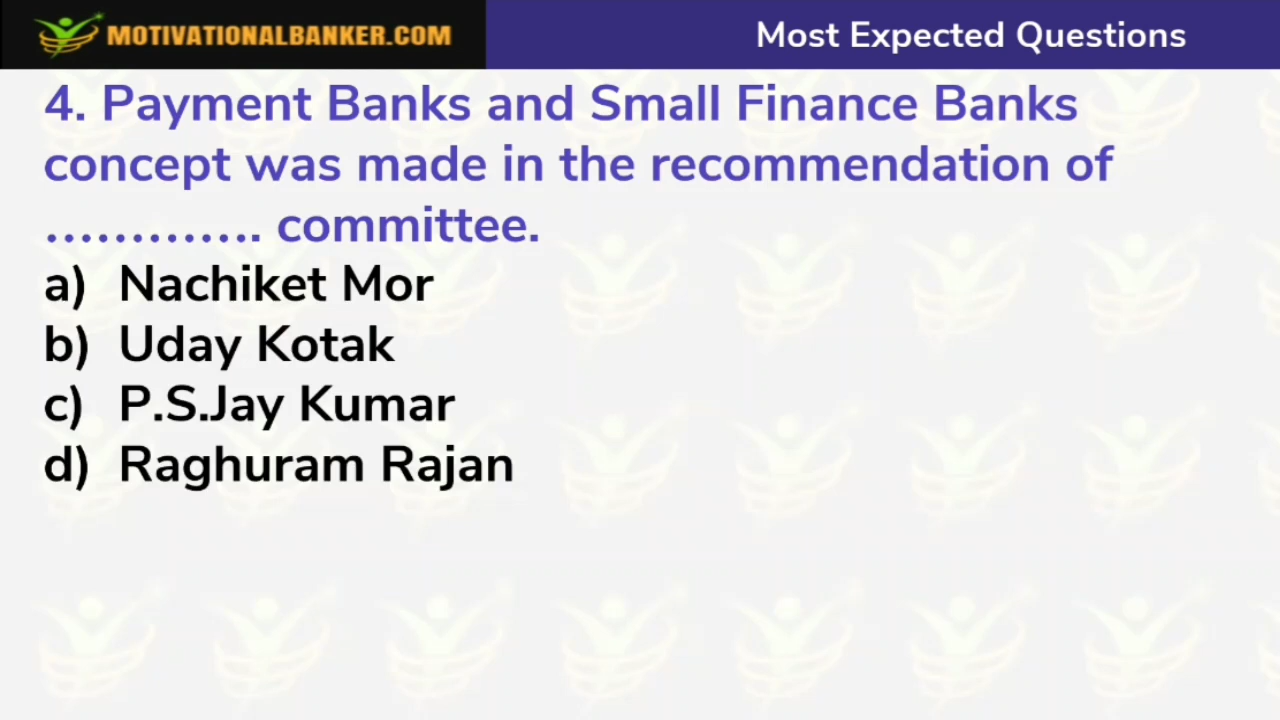 MOTIVATIONALBANKER.COM
Most Expected Questions
4. Payment Banks and Small Finance Banks
concept was made in the recommendation of
............. committee.
a) Nachiket Mor
b) Uday Kotak
c) P.S.Jay Kumar
d) Raghuram Rajan